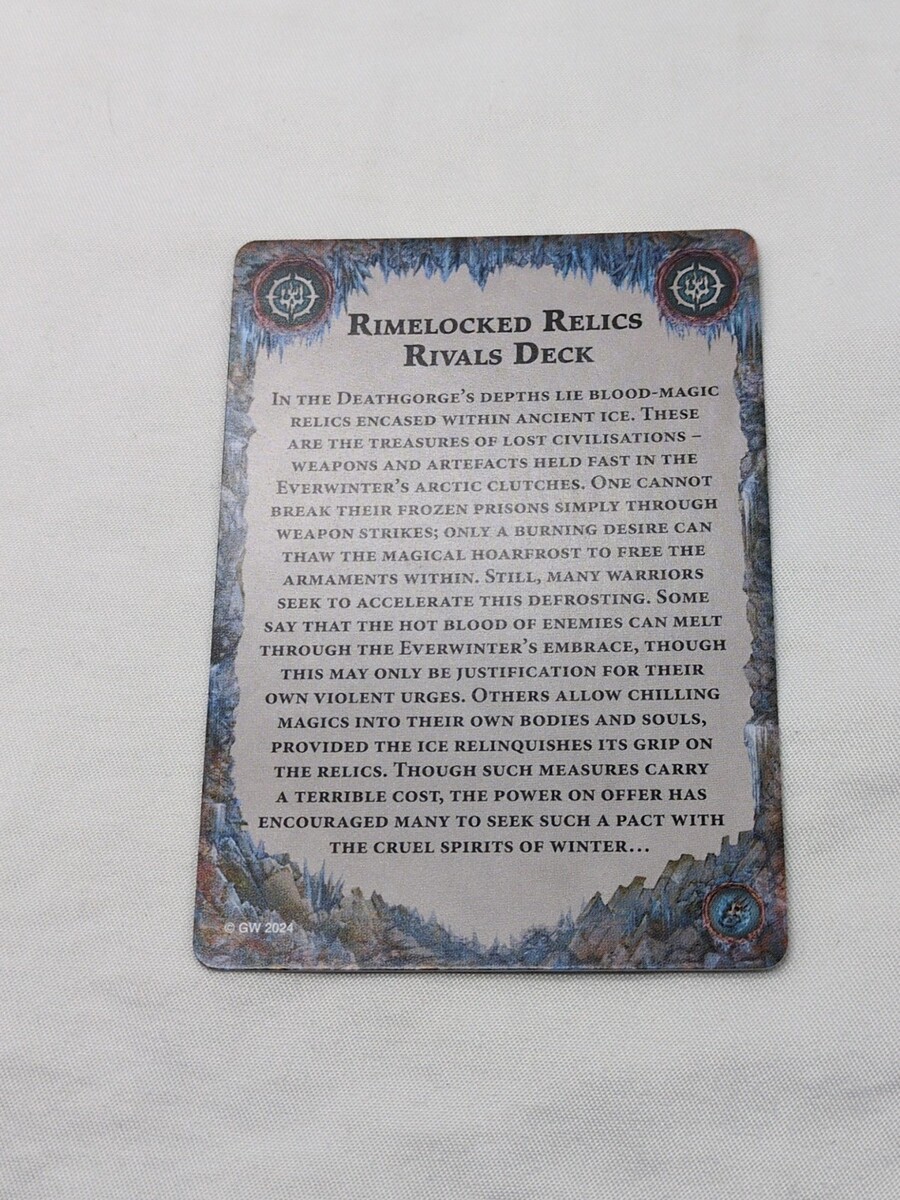 Rimelocked Relics
Rivals Deck
In the Deathgorge's depths lie blood-magic
relics encased within ancient ice. These
are the treasures of lost civilisations –
weapons and artefacts held fast in the
Everwinter's arctic clutches. One cannot
break their frozen prisons simply through
weapon strikes; only a burning desire can
thaw the magical hoarfrost to free the
armaments within. Still, many warriors
seek to accelerate this defrosting. Some
say that the hot blood of enemies can melt
through the Everwinter's embrace, though
this may only be justification for their
own violent urges. Others allow chilling
magics into their own bodies and souls,
provided the ice relinquishes its grip on
the relics. Though such measures carry
a terrible cost, the power on offer has
encouraged many to seek such a pact with
the cruel spirits of winter...
© GW 2024